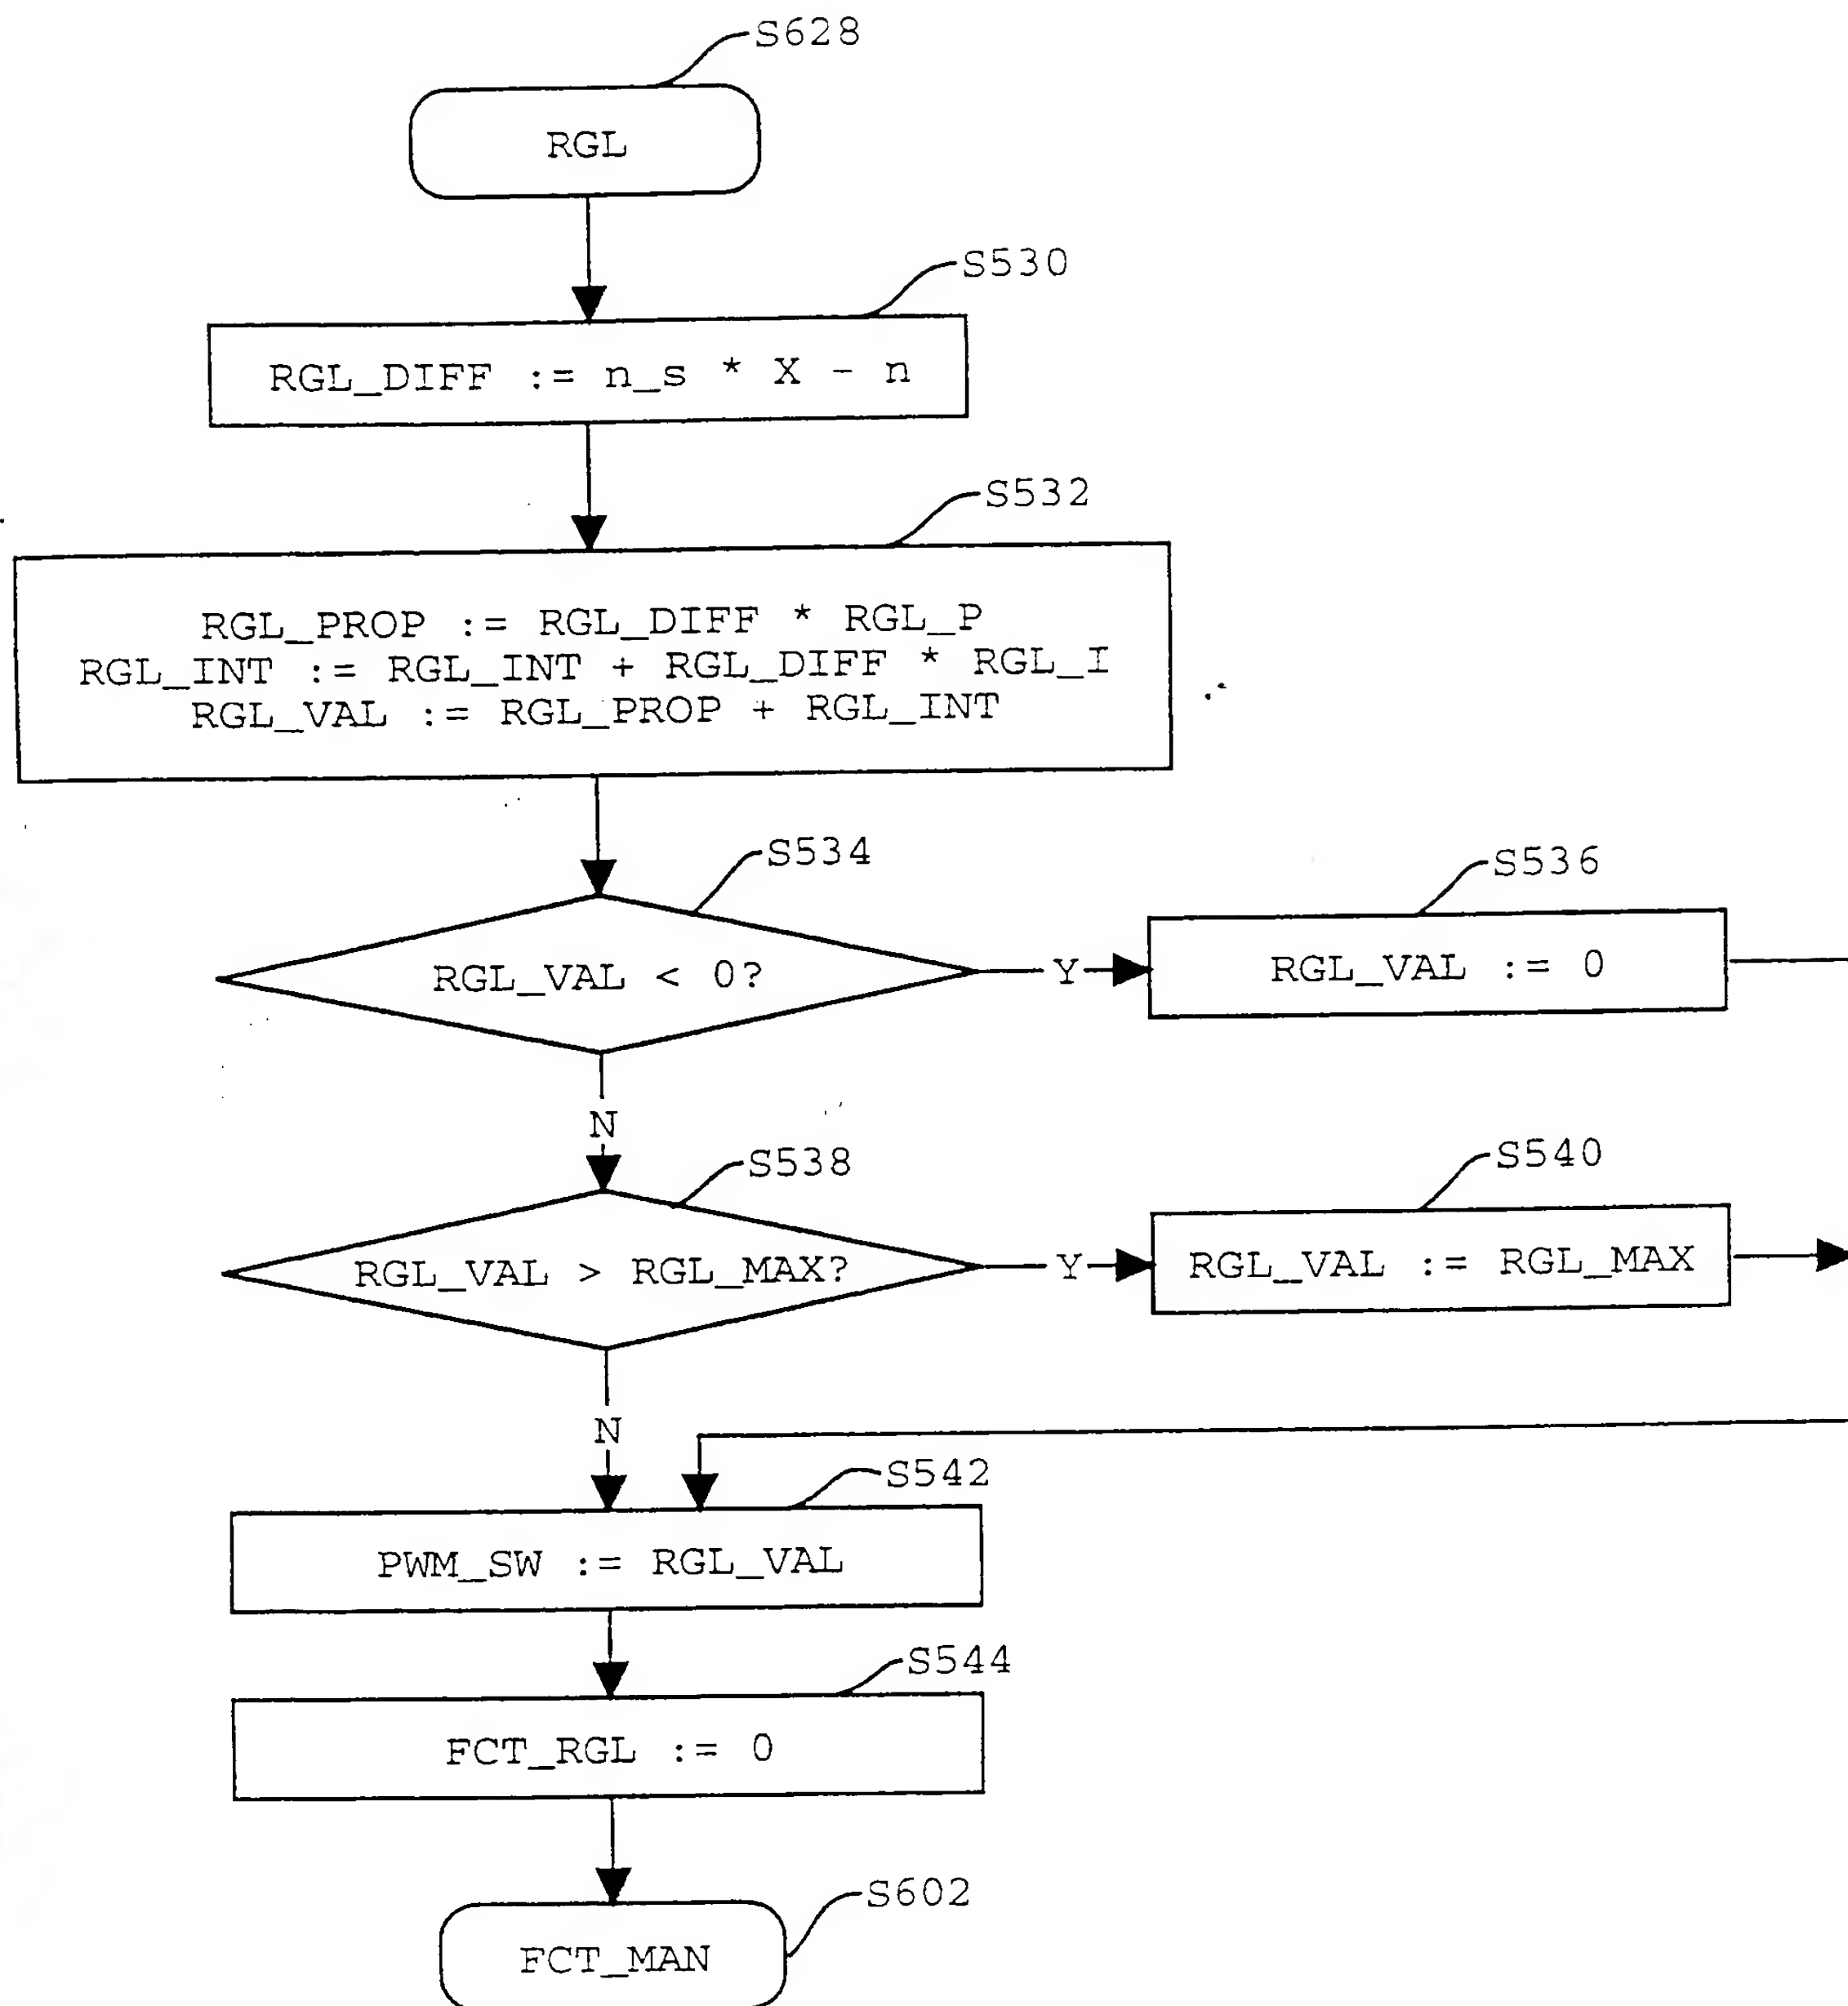 S628
RGL
S530
RGL_DIFF := n_s * X - n
S532
RGL_PROP := RGL_DIFF * RGL_P
RGL_INT := RGL_INT + RGL_DIFF * RGL_I
RGL_VAL := RGL_PROP + RGL_INT
S534
RGL_VAL < 0?
Y
S536
RGL_VAL := 0
N
S538
RGL_VAL > RGL_MAX?
Y
S540
RGL_VAL := RGL_MAX
N
S542
PWM_SW := RGL_VAL
S544
FCT_RGL := 0
S602
FCT_MAN